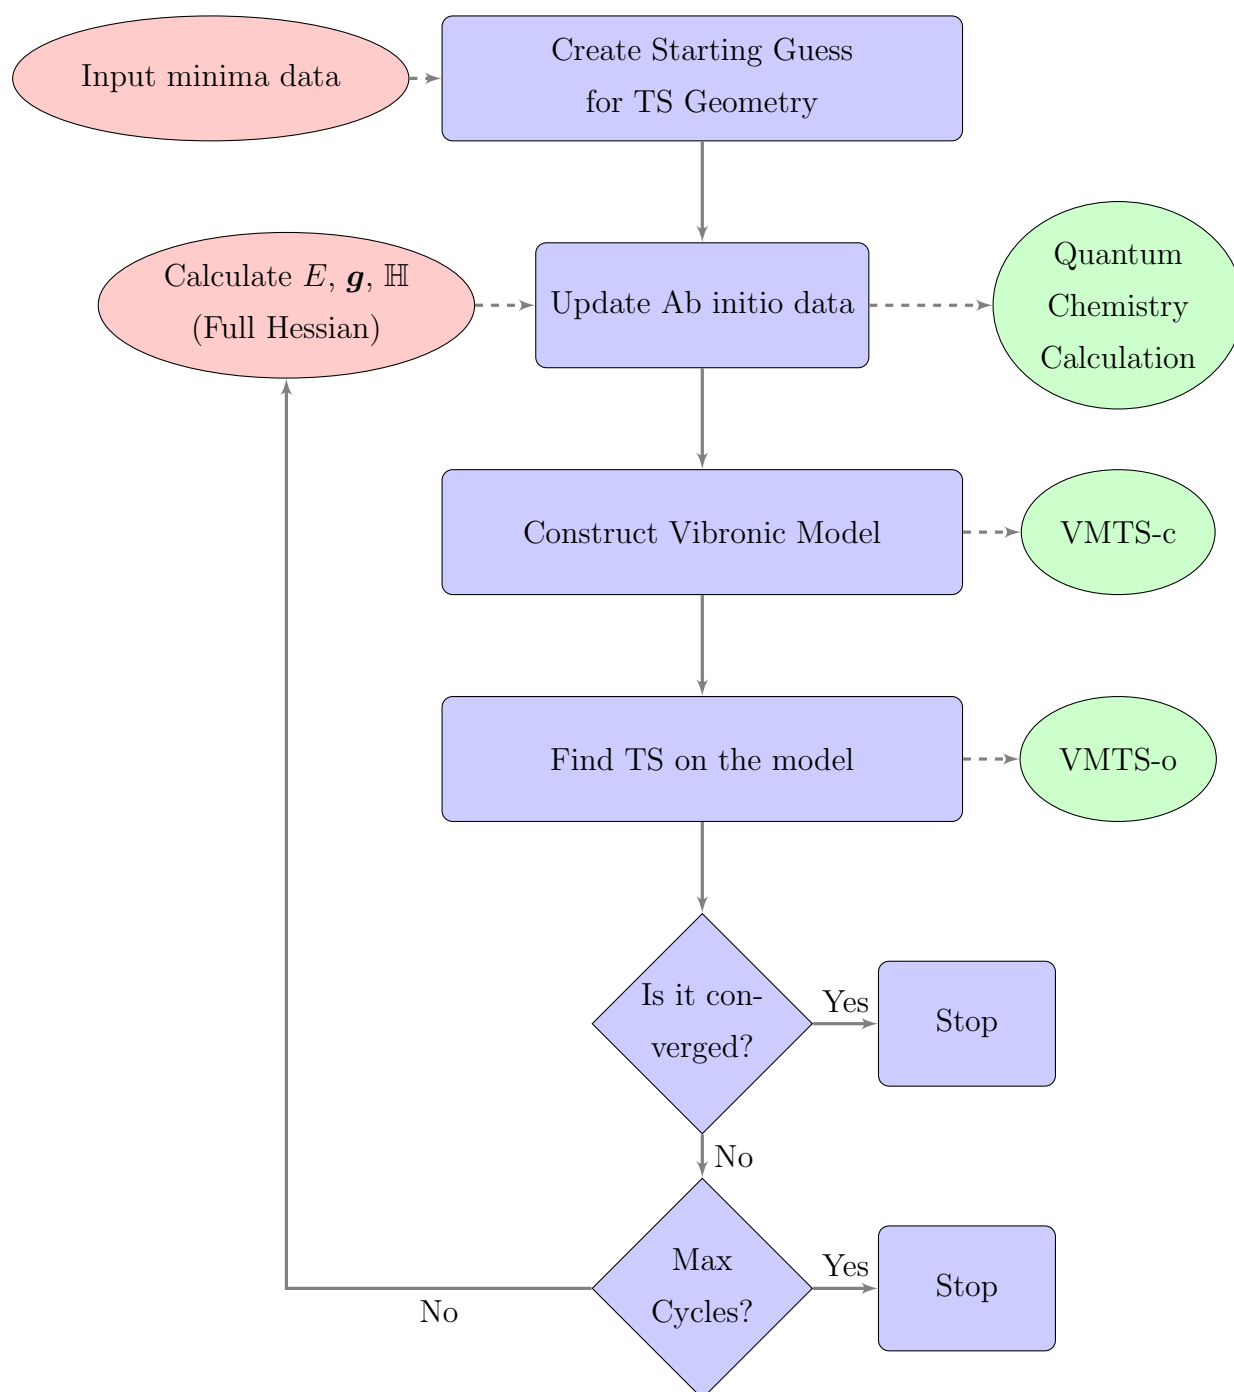 Input minima data
Create Starting Guess
for TS Geometry
Calculate E, g, ℍ
(Full Hessian)
Update Ab initio data
Quantum
Chemistry
Calculation
Construct Vibronic Model
VMTS-c
Find TS on the model
VMTS-o
Is it con-
verged?
Yes
Stop
No
Max
Cycles?
Yes
Stop
No